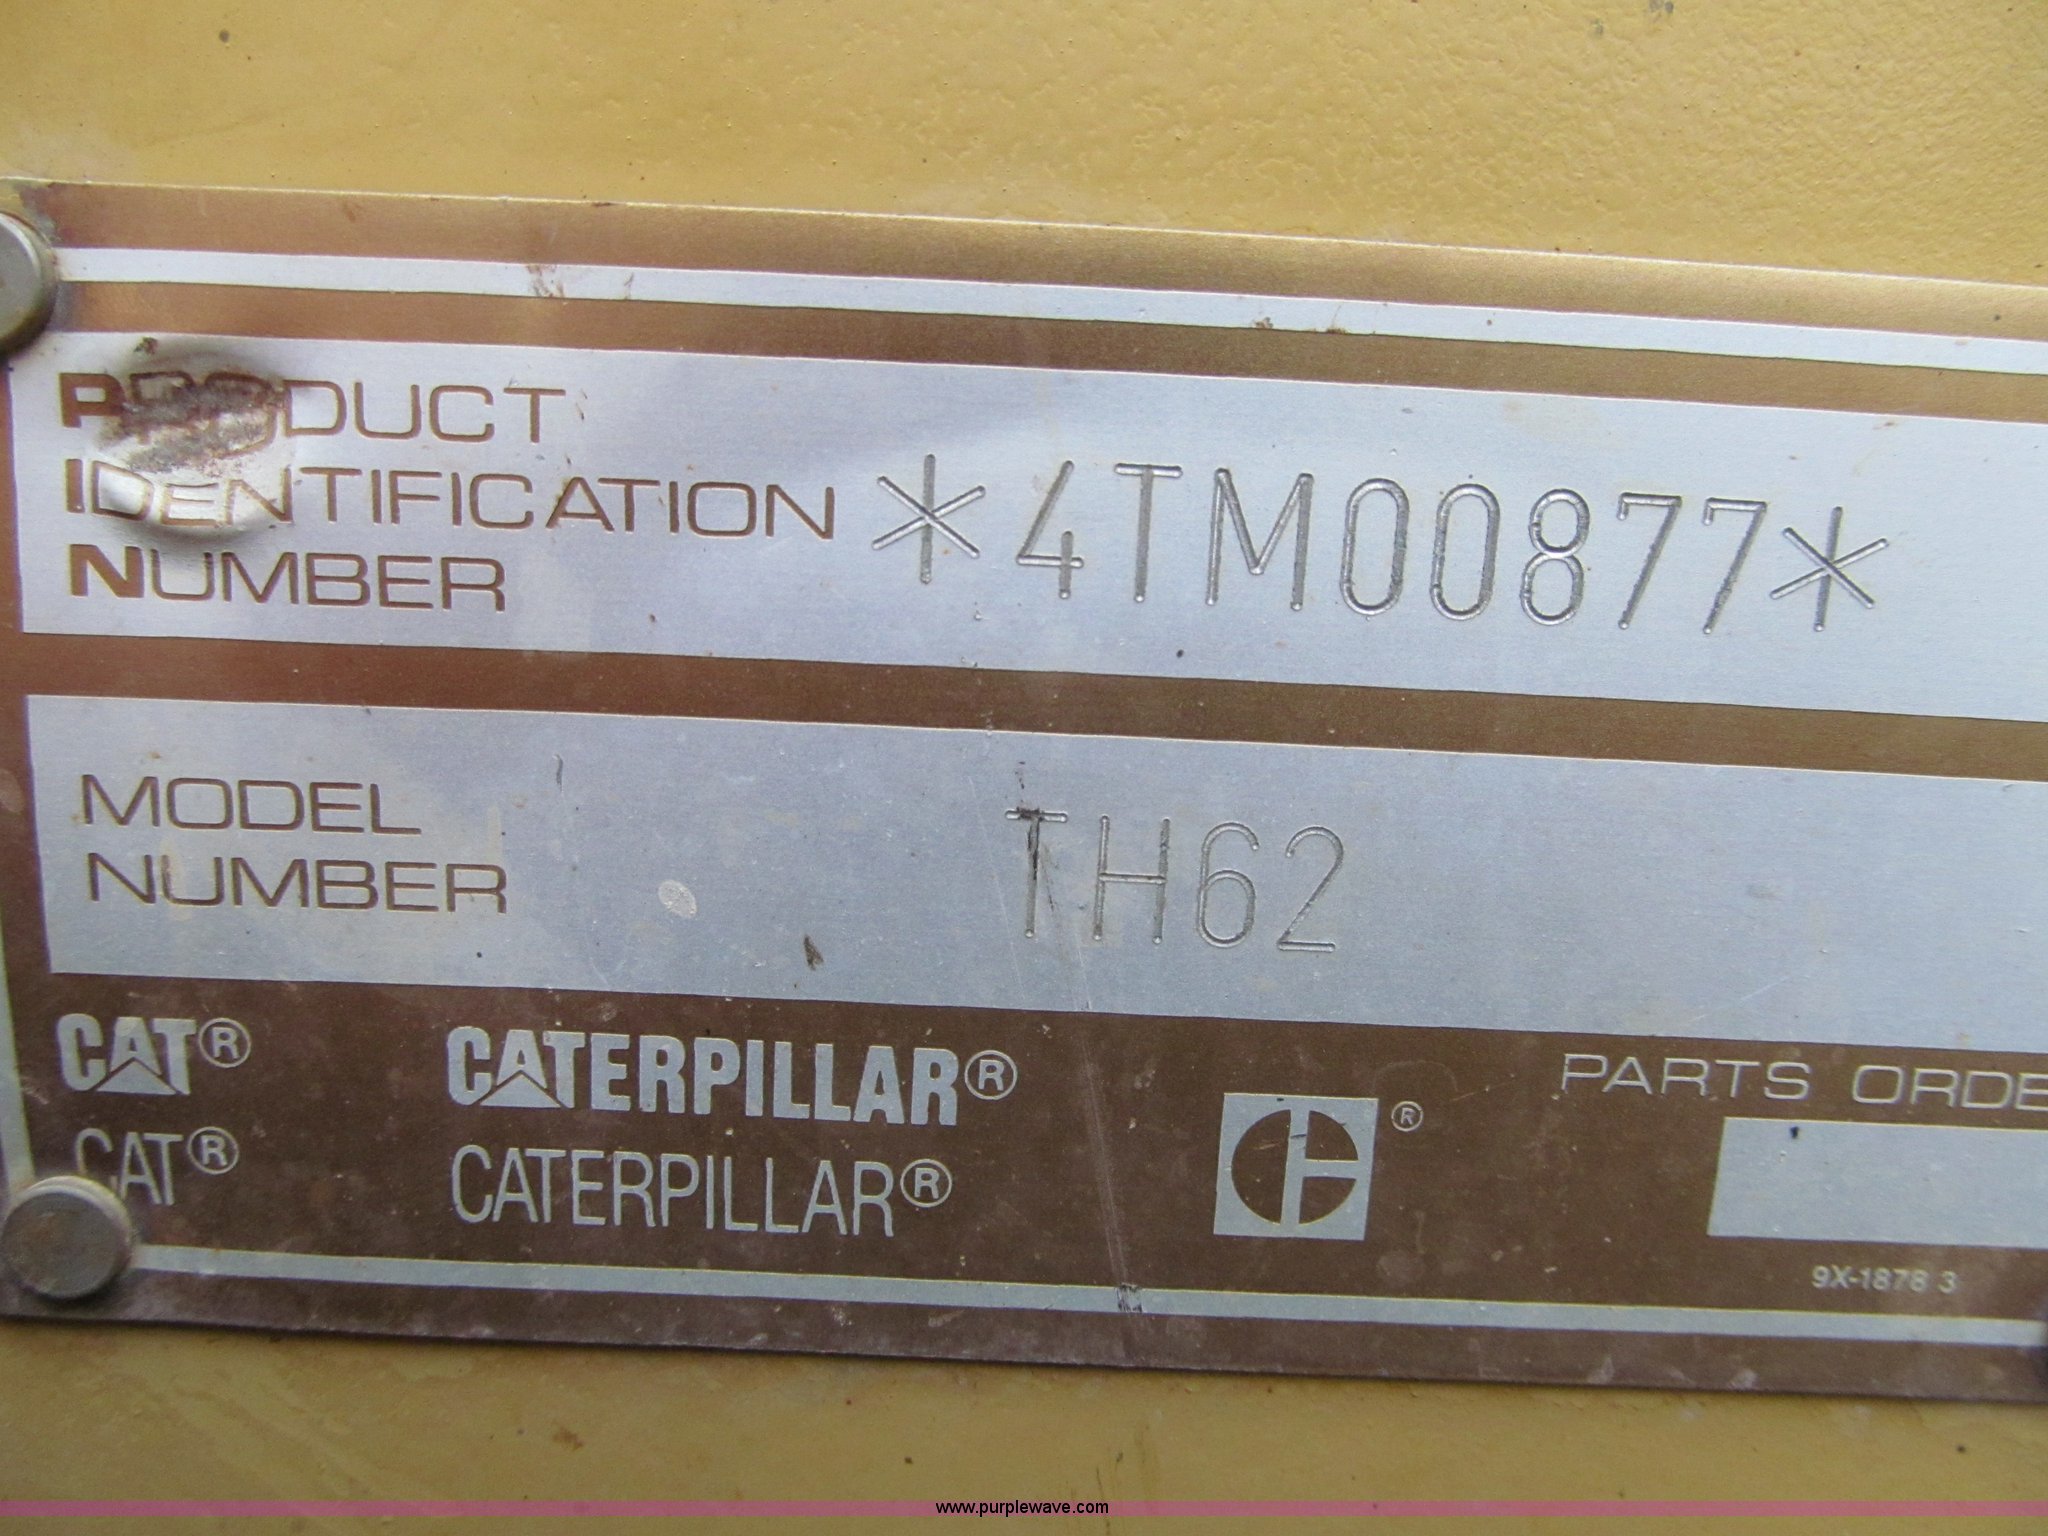 PRODUCT
IDENTIFICATION
NUMBER
*4TM00877*
MODEL
NUMBER
TH62
CAT® CATERPILLAR®
CAT® CATERPILLAR®
®
PARTS ORDE
9X-1878 3
www.purplewave.com